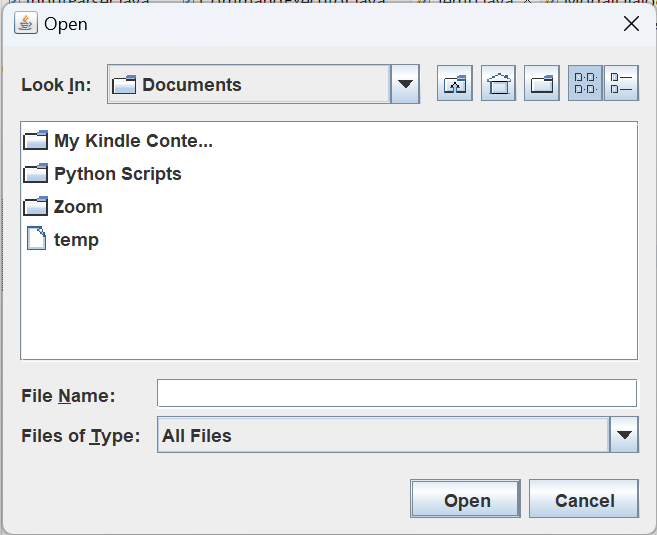 Open
Look In: Documents
My Kindle Conte...
Python Scripts
Zoom
temp
File Name:
Files of Type: All Files
Open Cancel